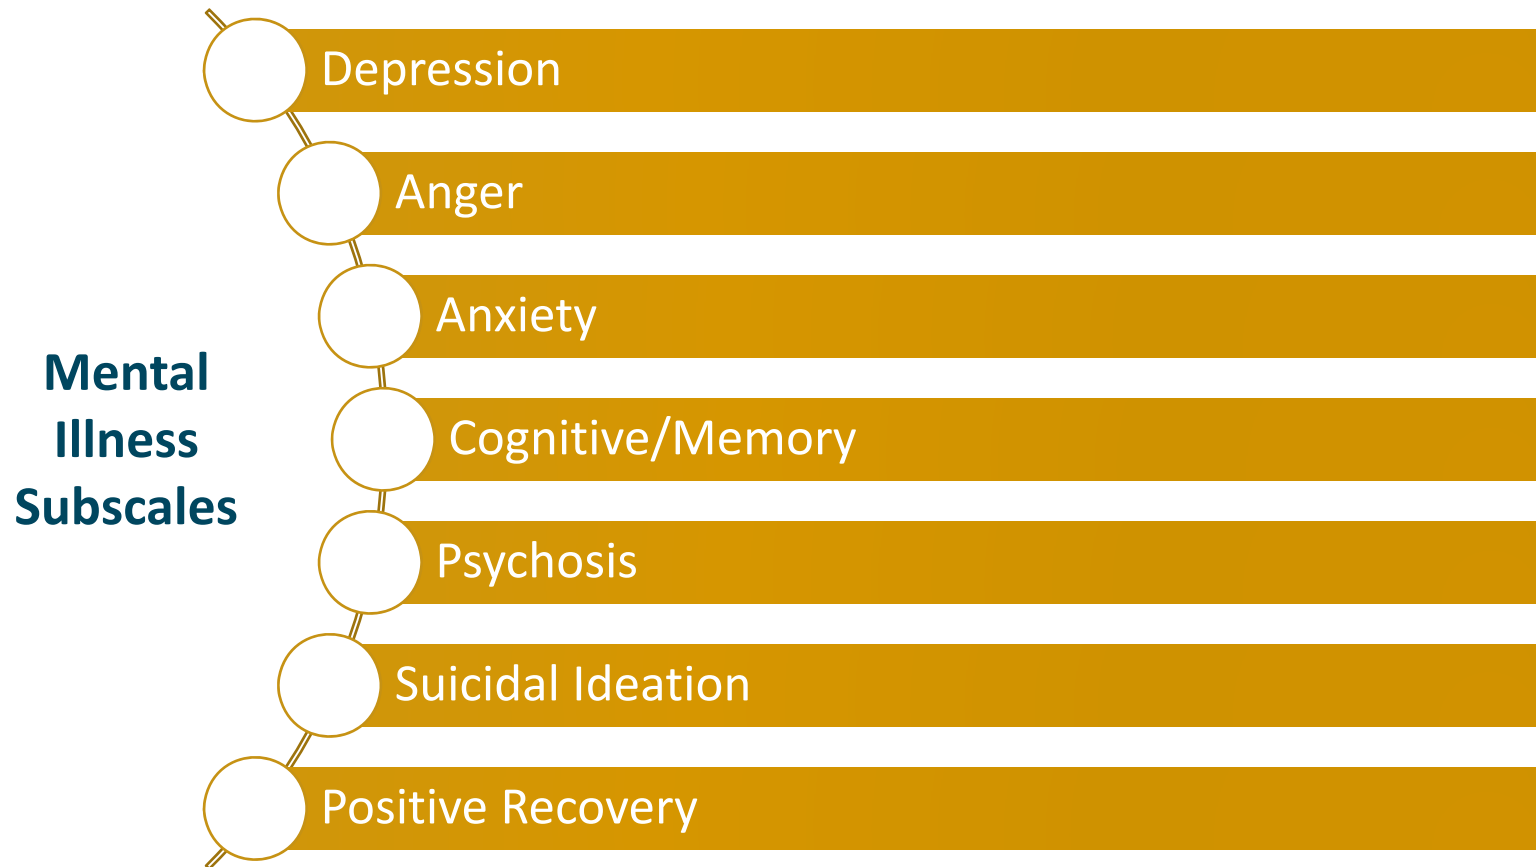 Mental
Illness
Subscales
Depression
Anger
Anxiety
Cognitive/Memory
Psychosis
Suicidal Ideation
Positive Recovery